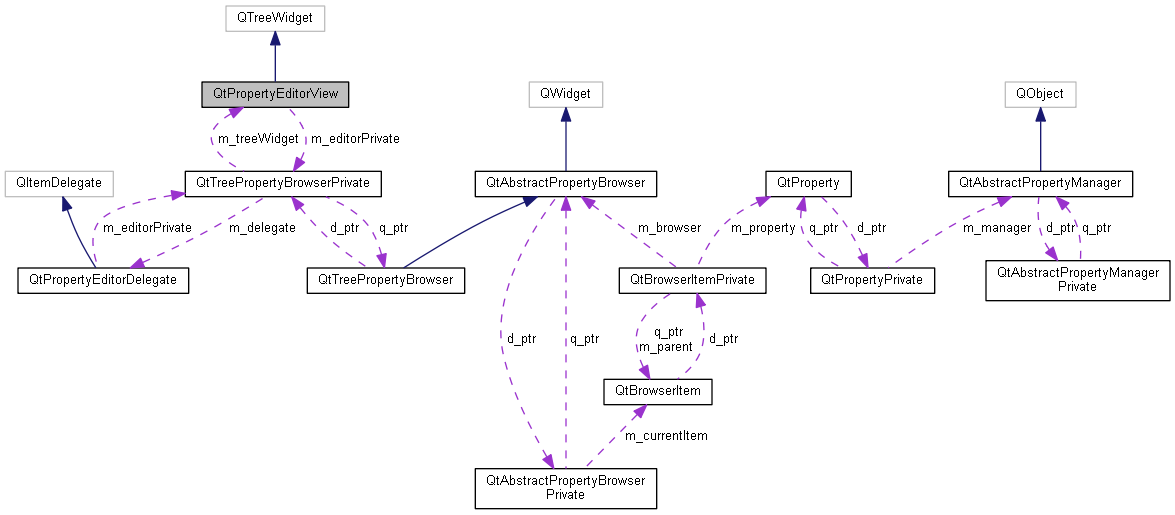 QTreeWidget
QtPropertyEditorView
QWidget
QObject
m_treeWidget
m_editorPrivate
QItemDelegate
QtTreePropertyBrowserPrivate
QtAbstractPropertyBrowser
QtProperty
QtAbstractPropertyManager
m_editorPrivate
m_delegate
d_ptr
q_ptr
m_browser
m_property
q_ptr
d_ptr
m_manager
d_ptr
q_ptr
QtPropertyEditorDelegate
QtTreePropertyBrowser
QtBrowserItemPrivate
QtPropertyPrivate
QtAbstractPropertyManager
Private
d_ptr
q_ptr
q_ptr
m_parent
d_ptr
QtBrowserItem
m_currentItem
QtAbstractPropertyBrowser
Private